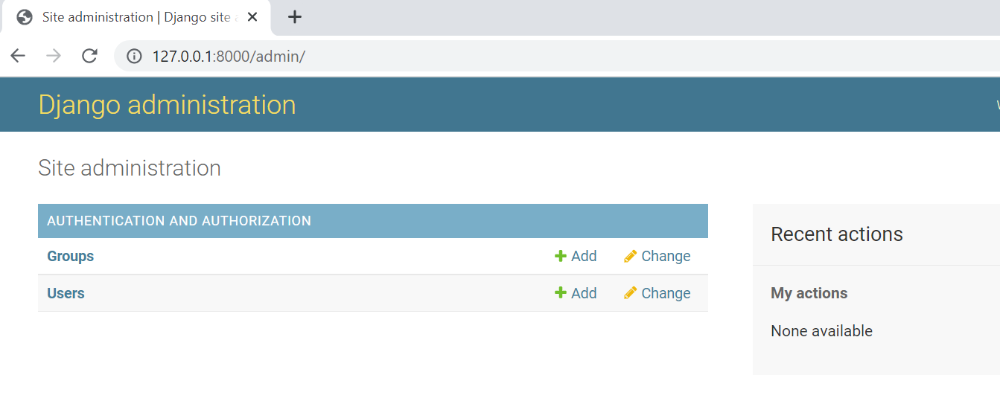 Site administration | Django site
127.0.0.1:8000/admin/
Django administration
Site administration
AUTHENTICATION AND AUTHORIZATION
Groups Add Change
Users Add Change
Recent actions
My actions
None available